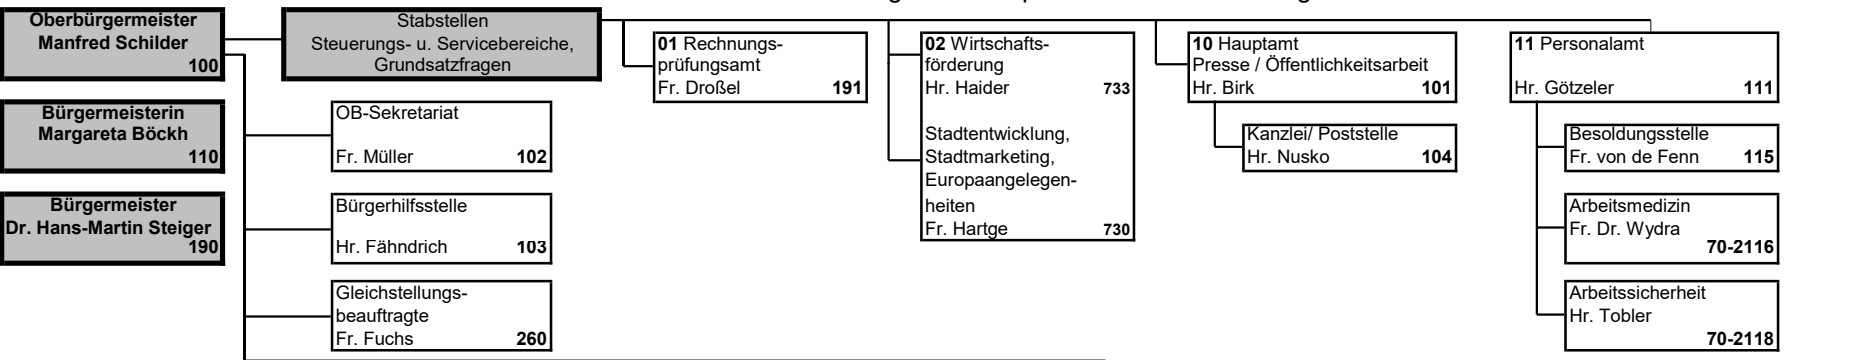 Oberbürgermeister
Manfred Schilder
100
Bürgermeisterin
Margareta Böckh
110
Bürgermeister
Dr. Hans-Martin Steiger
190
Stabstellen
Steuerungs- u. Servicebereiche,
Grundsatzfragen
OB-Sekretariat
Fr. Müller 102
Bürgerhilfsstelle
Hr. Fähndrich 103
Gleichstellungs-
beauftragte
Fr. Fuchs 260
01 Rechnungs-
prüfungsamt
Fr. Droßel 191
02 Wirtschafts-
förderung
Hr. Haider 733
Stadtentwicklung,
Stadtmarketing,
Europaangelegen-
heiten
Fr. Hartge 730
10 Hauptamt
Presse / Öffentlichkeitsarbeit
Hr. Birk 101
Kanzlei/ Poststelle
Hr. Nusko 104
11 Personalamt
Hr. Götzeler 111
Besoldungsstelle
Fr. von de Fenn 115
Arbeitsmedizin
Fr. Dr. Wydra
70-2116
Arbeitssicherheit
Hr. Tobler
70-2118